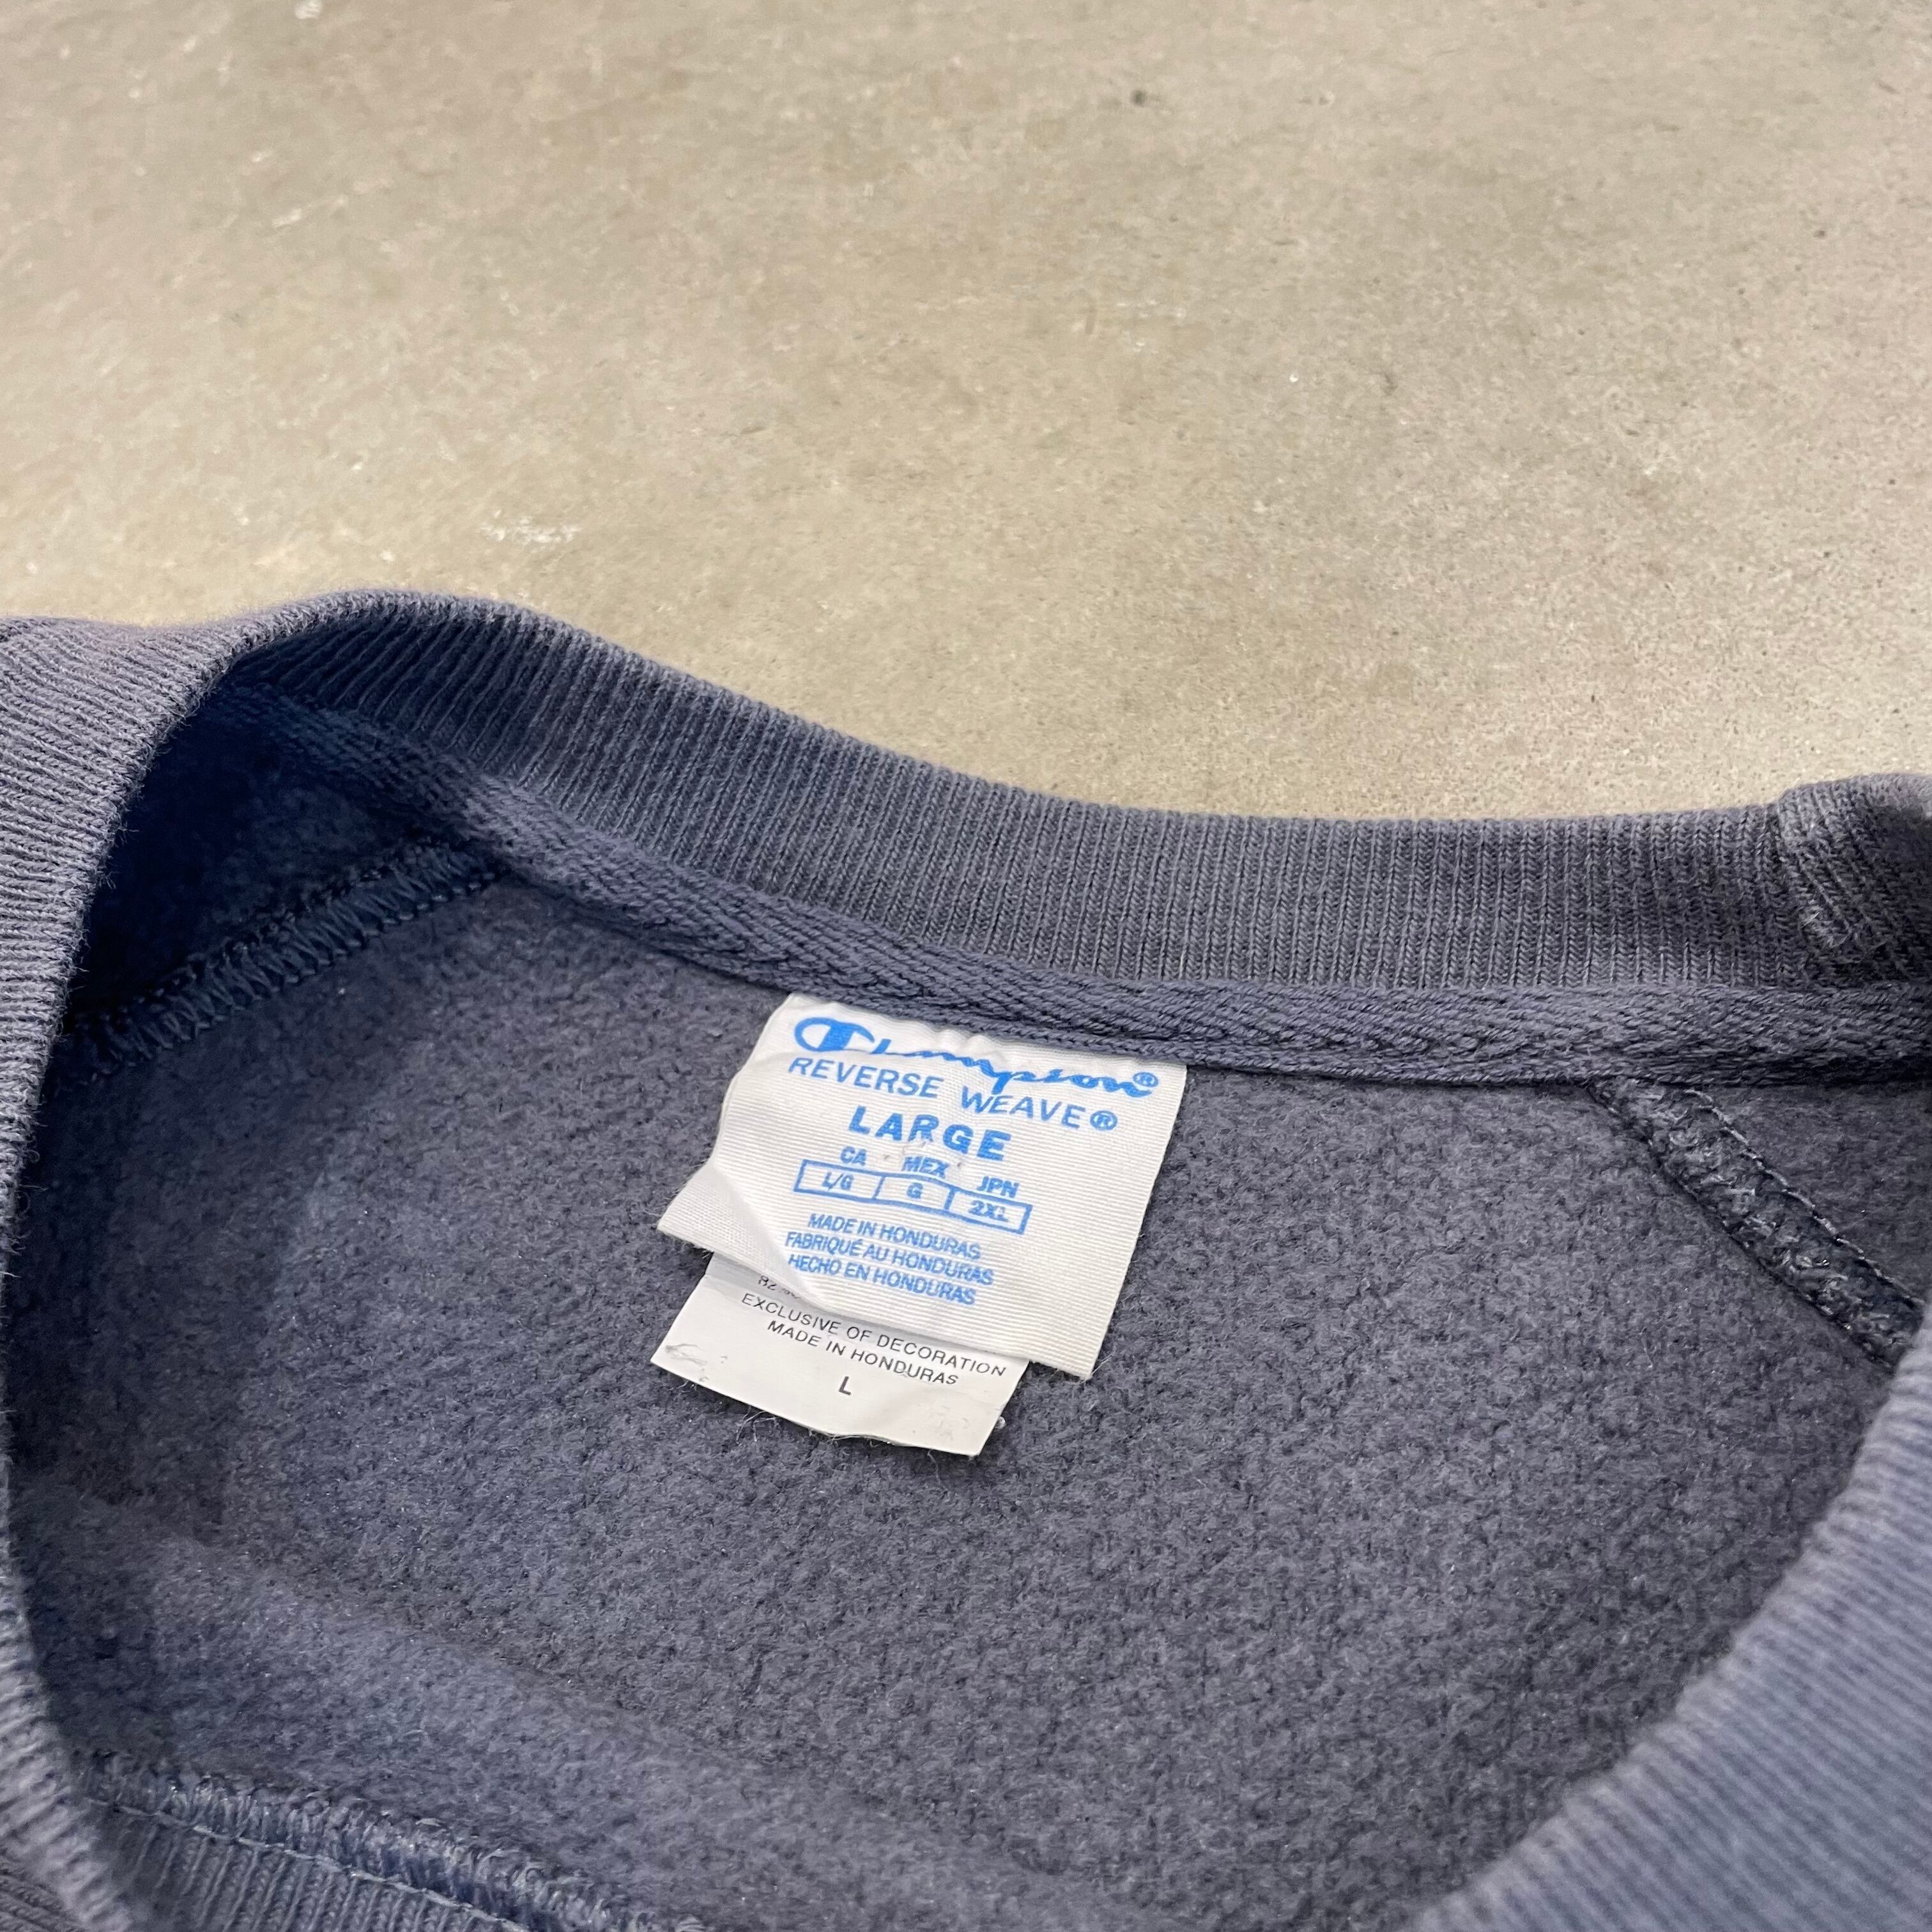 Champion®
REVERSE WEAVE®
LARGE
CA MEX JPN
L/G G 2XL
MADE IN HONDURAS
FABRIQUÉ AU HONDURAS
HECHO EN HONDURAS
EXCLUSIVE OF DECORATION
MADE IN HONDURAS
L